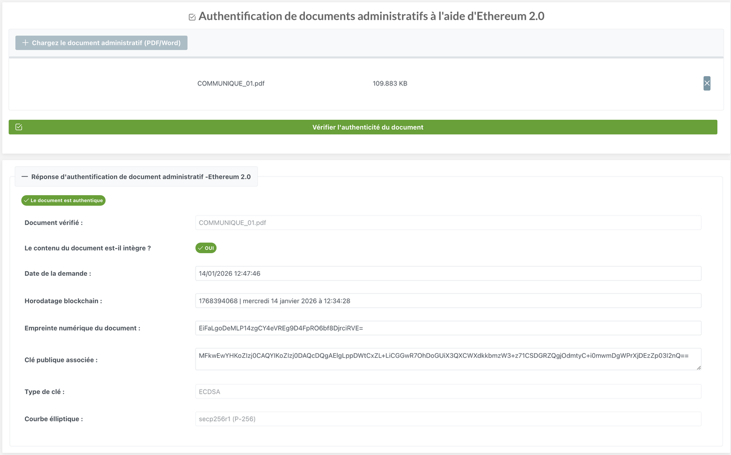 Authentification de documents administratifs à l'aide d'Ethereum 2.0
+ Chargez le document administratif (PDF/Word)
COMMUNIQUE_01.pdf 109.883 KB
Vérifier l'authenticité du document
Réponse d'authentification de document administratif -Ethereum 2.0
Le document est authentique
Document vérifié : COMMUNIQUE_01.pdf
Le contenu du document est-il intègre ? OUI
Date de la demande : 14/01/2026 12:47:46
Horodatage blockchain : 1768394068 | mercredi 14 janvier 2026 à 12:34:28
Empreinte numérique du document : EiFaLgoDeMLP14zgCY4eVREg9D4FpRO6bf8DjrciRVE=
Clé publique associée : MFkwEwYHKoZIzj0CAQYIKoZIzj0DAQcDQgAElgLppDWtCxZL+LiCGGwR7OhDoGUiX3QXCWXdkkbmzW3+z71CSDGRZQgjOdmtyC+i0mwmDgWPrXjDEzZp03l2nQ==
Type de clé : ECDSA
Courbe élliptique : secp256r1 (P-256)